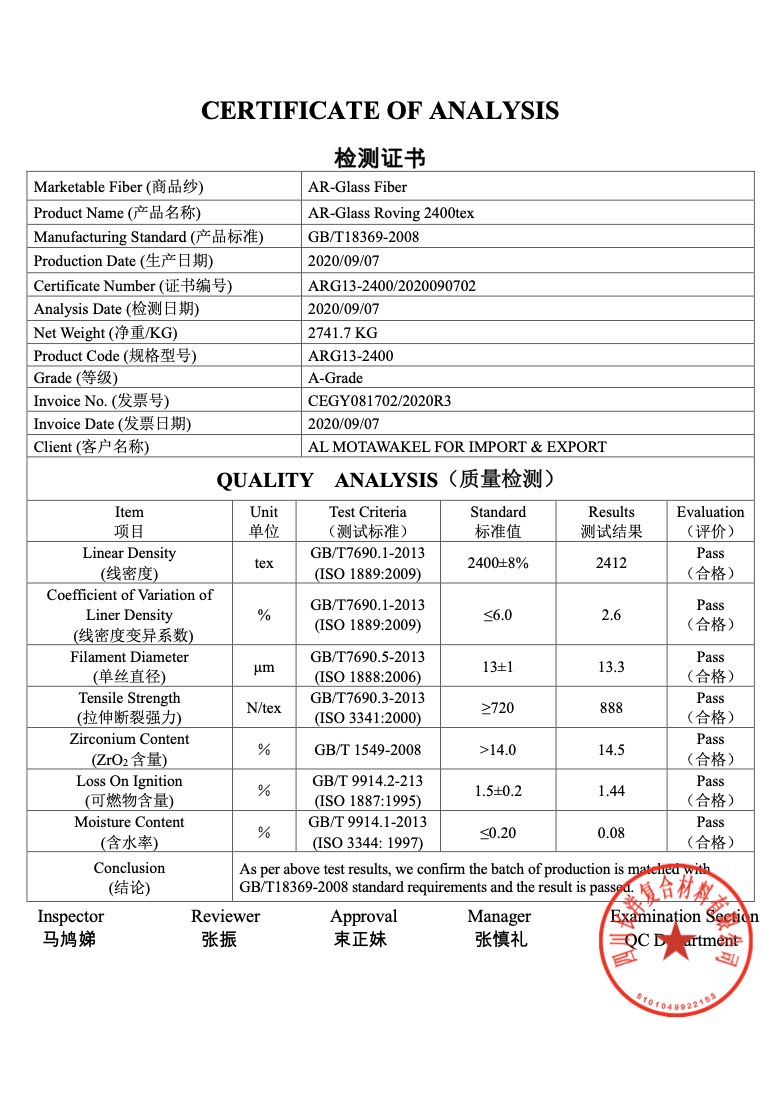 CERTIFICATE OF ANALYSIS
检测证书
Marketable Fiber (商品纱) AR-Glass Fiber
Product Name (产品名称) AR-Glass Roving 2400tex
Manufacturing Standard (产品标准) GB/T18369-2008
Production Date (生产日期) 2020/09/07
Certificate Number (证书编号) ARG13-2400/2020090702
Analysis Date (检测日期) 2020/09/07
Net Weight (净重/KG) 2741.7 KG
Product Code (规格型号) ARG13-2400
Grade (等级) A-Grade
Invoice No. (发票号) CEGY081702/2020R3
Invoice Date (发票日期) 2020/09/07
Client (客户名称) AL MOTAWAKEL FOR IMPORT & EXPORT
QUALITY ANALYSIS（质量检测）
Item Unit Test Criteria Standard Results Evaluation
项目 单位 （测试标准） 标准值 测试结果 （评价）
Linear Density GB/T7690.1-2013 Pass
tex 2400±8% 2412
(线密度) (ISO 1889:2009) （合格）
Coefficient of Variation of
Liner Density GB/T7690.1-2013 Pass
% ≤6.0 2.6
(线密度变异系数) (ISO 1889:2009) （合格）
Filament Diameter GB/T7690.5-2013 Pass
μm 13±1 13.3
(单丝直径) (ISO 1888:2006) （合格）
Tensile Strength GB/T7690.3-2013 Pass
N/tex ≥720 888
(拉伸断裂强力) (ISO 3341:2000) （合格）
Zirconium Content Pass
% GB/T 1549-2008 >14.0 14.5
(ZrO2 含量) （合格）
Loss On Ignition GB/T 9914.2-213 Pass
% 1.5±0.2 1.44
(可燃物含量) (ISO 1887:1995) （合格）
Moisture Content GB/T 9914.1-2013 Pass
% ≤0.20 0.08
(含水率) (ISO 3344: 1997) （合格）
Conclusion As per above test results, we confirm the batch of production is matched with
(结论) GB/T18369-2008 standard requirements and the result is passed.
Inspector Reviewer Approval Manager Examination Section
马鸠娣 张振 束正妹 张慎礼 QC Department
四川长洋复合材料有限公司
5101049922153